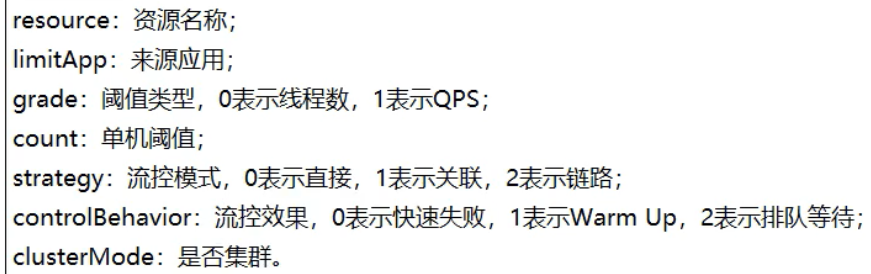 resource：资源名称；
limitApp：来源应用；
grade：阈值类型，0表示线程数，1表示QPS；
count：单机阈值；
strategy：流控模式，0表示直接，1表示关联，2表示链路；
controlBehavior：流控效果，0表示快速失败，1表示Warm Up，2表示排队等待；
clusterMode：是否集群。